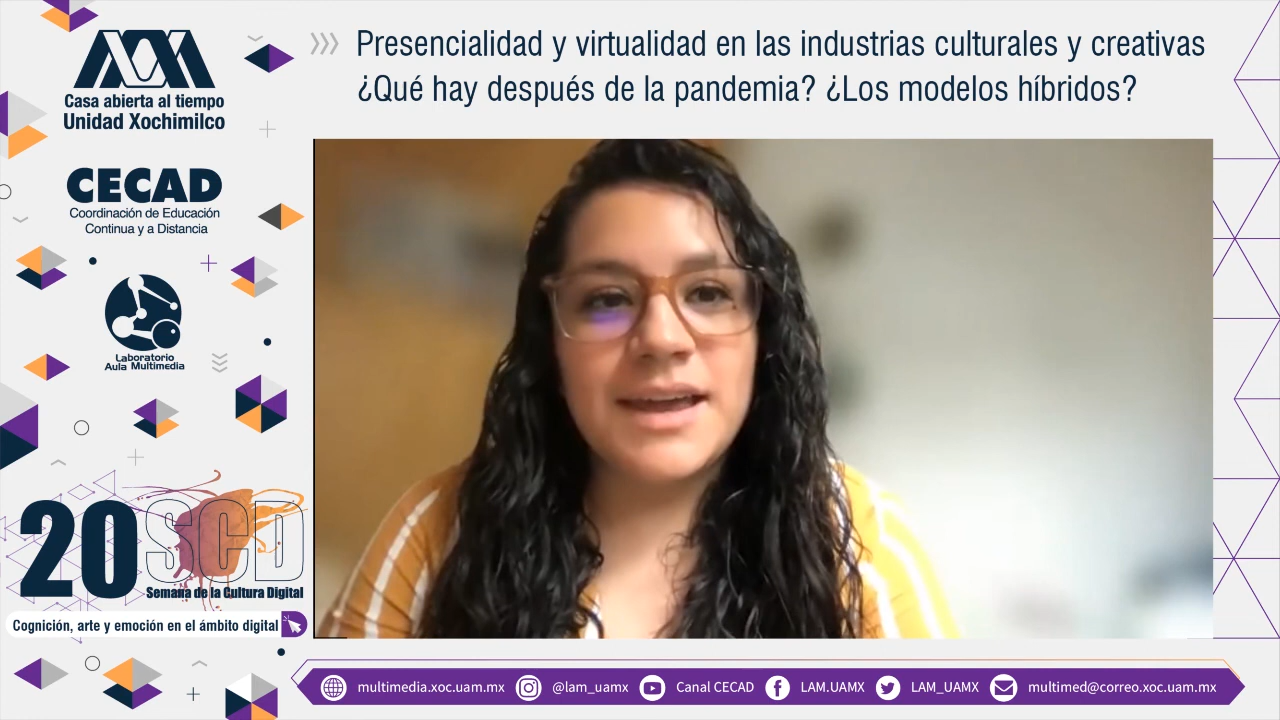 Presencialidad y virtualidad en las industrias culturales y creativas
¿Qué hay después de la pandemia? ¿Los modelos híbridos?
Casa abierta al tiempo
Unidad Xochimilco
CECAD
Coordinación de Educación
Continua y a Distancia
Laboratorio
Aula Multimedia
20 SCD
Semana de la Cultura Digital
Cognición, arte y emoción en el ámbito digital
multimedia.xoc.uam.mx @lam_uamx Canal CECAD LAM.UAMX LAM_UAMX multimed@correo.xoc.uam.mx